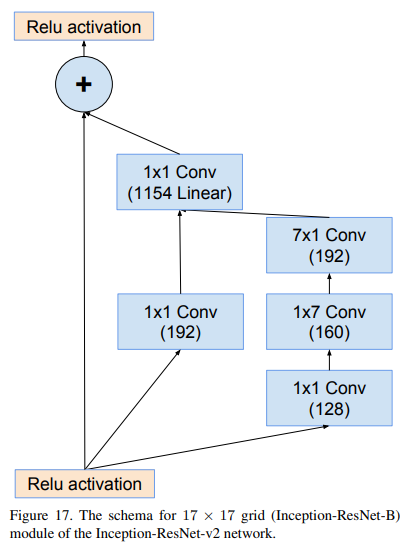 Relu activation
+
1x1 Conv
(1154 Linear)
7x1 Conv
(192)
1x1 Conv
(192)
1x7 Conv
(160)
1x1 Conv
(128)
Relu activation
Figure 17. The schema for 17 × 17 grid (Inception-ResNet-B)
module of the Inception-ResNet-v2 network.